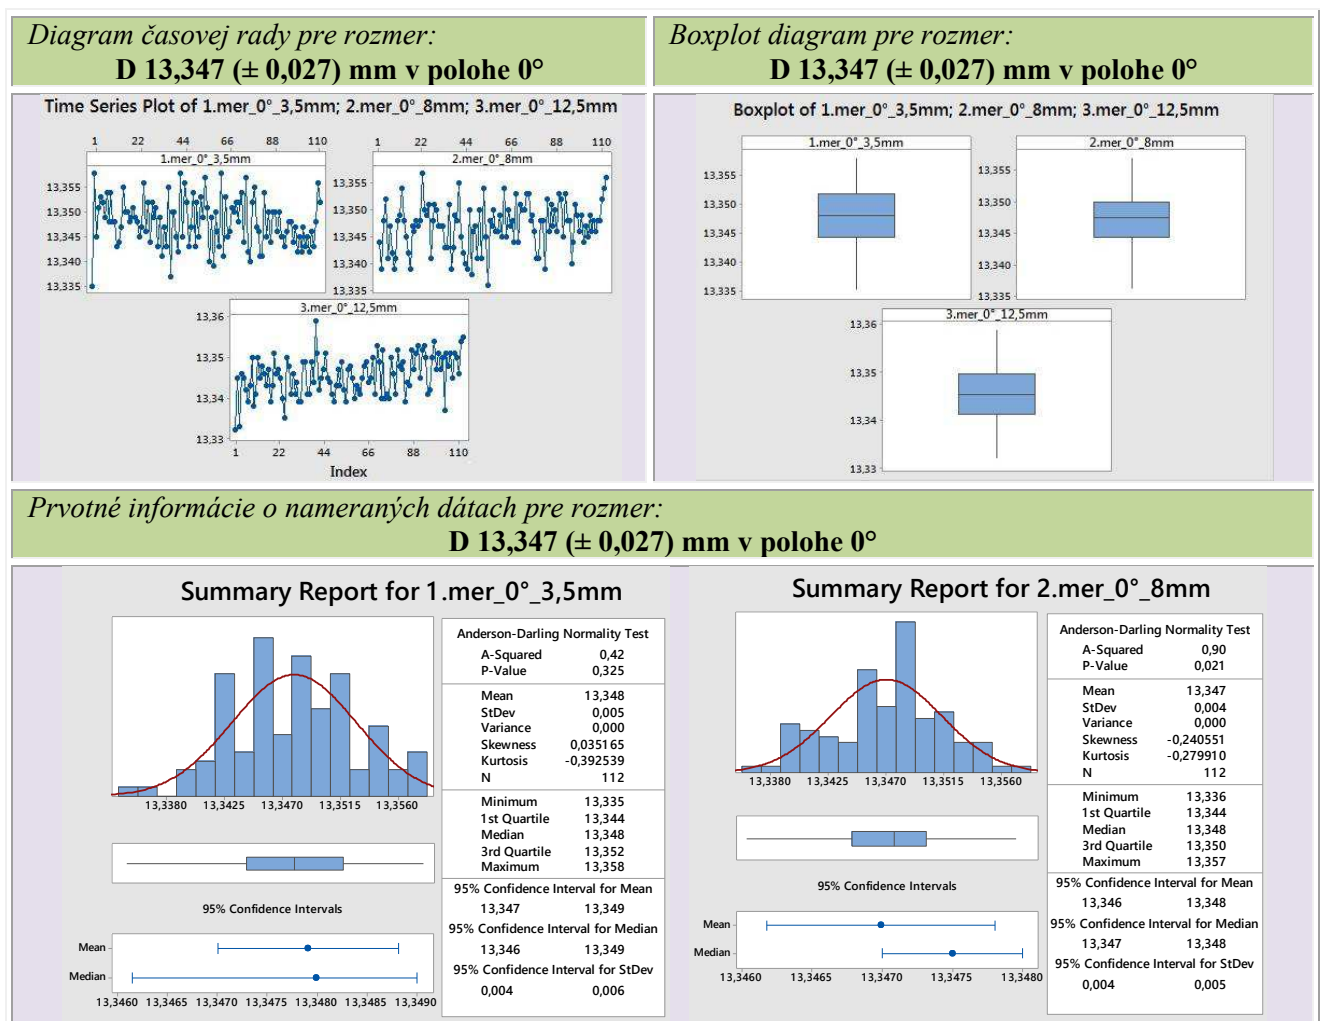 Diagram časovej rady pre rozmer:
D 13,347 (± 0,027) mm v polohe 0°
Boxplot diagram pre rozmer:
D 13,347 (± 0,027) mm v polohe 0°
Time Series Plot of 1.mer_0°_3,5mm; 2.mer_0°_8mm; 3.mer_0°_12,5mm
1 22 44 66 88 110
1 22 44 66 88 110
1.mer_0°_3,5mm
2.mer_0°_8mm
13,355
13,350
13,345
13,340
13,335
13,355
13,350
13,345
13,340
13,335
3.mer_0°_12,5mm
13,36
13,35
13,34
13,33
1 22 44 66 88 110
Index
Boxplot of 1.mer_0°_3,5mm; 2.mer_0°_8mm; 3.mer_0°_12,5mm
1.mer_0°_3,5mm
2.mer_0°_8mm
13,355
13,350
13,345
13,340
13,335
13,355
13,350
13,345
13,340
13,335
3.mer_0°_12,5mm
13,36
13,35
13,34
13,33
Prvotné informácie o nameraných dátach pre rozmer:
D 13,347 (± 0,027) mm v polohe 0°
Summary Report for 1.mer_0°_3,5mm
13,3380 13,3425 13,3470 13,3515 13,3560
95% Confidence Intervals
Mean
Median
13,3460 13,3465 13,3470 13,3475 13,3480 13,3485 13,3490
Anderson-Darling Normality Test
A-Squared 0,42
P-Value 0,325
Mean 13,348
StDev 0,005
Variance 0,000
Skewness 0,035165
Kurtosis -0,392539
N 112
Minimum 13,335
1st Quartile 13,344
Median 13,348
3rd Quartile 13,352
Maximum 13,358
95% Confidence Interval for Mean
13,347 13,349
95% Confidence Interval for Median
13,346 13,349
95% Confidence Interval for StDev
0,004 0,006
Summary Report for 2.mer_0°_8mm
13,3380 13,3425 13,3470 13,3515 13,3560
95% Confidence Intervals
Mean
Median
13,3460 13,3465 13,3470 13,3475 13,3480
Anderson-Darling Normality Test
A-Squared 0,90
P-Value 0,021
Mean 13,347
StDev 0,004
Variance 0,000
Skewness -0,240551
Kurtosis -0,279910
N 112
Minimum 13,336
1st Quartile 13,344
Median 13,348
3rd Quartile 13,350
Maximum 13,357
95% Confidence Interval for Mean
13,346 13,348
95% Confidence Interval for Median
13,347 13,348
95% Confidence Interval for StDev
0,004 0,005